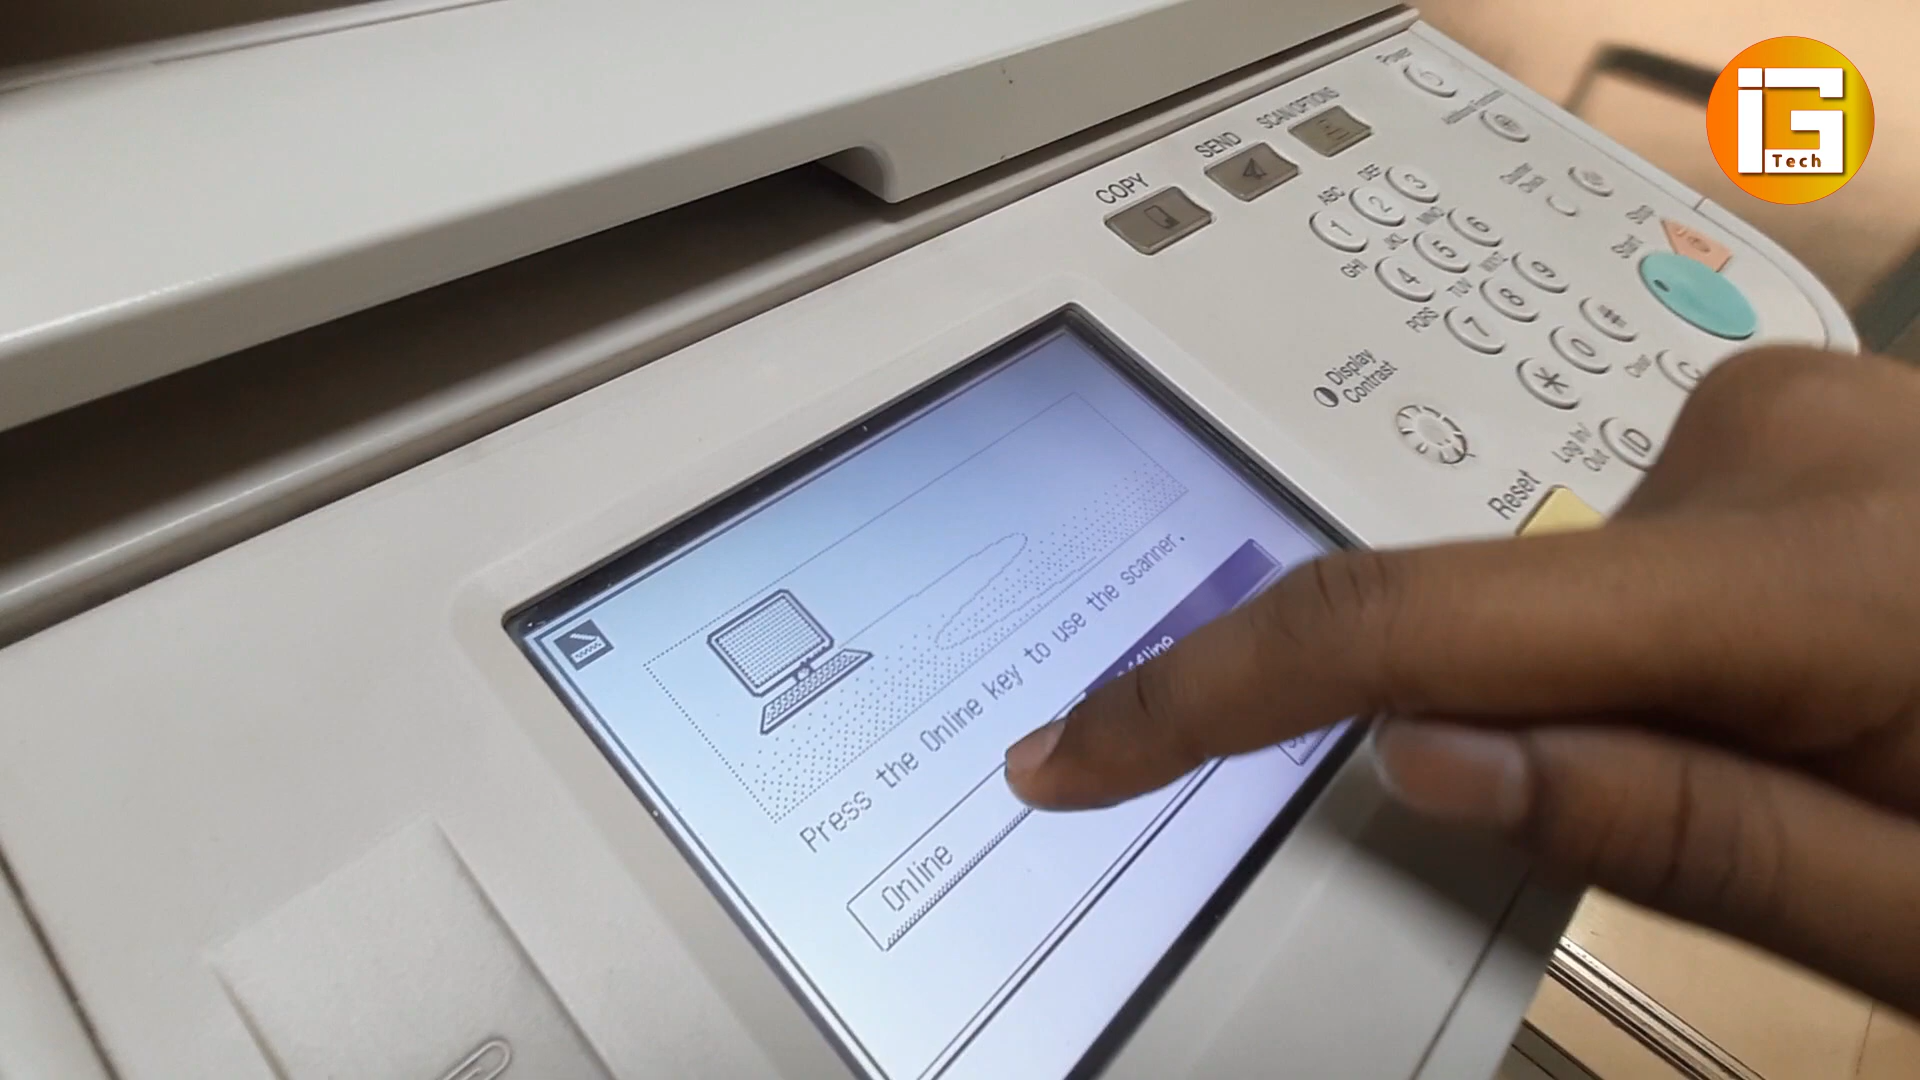 iG
Tech
Power
COPY
SEND
SCAN/OPTIONS
ABC
DEF
1
2
3
GHI
JKL
MNO
4
5
6
PQRS
TUV
WXYZ
7
8
9
*
0
#
Clear
C
Start
Display
Contrast
Log In/
Out
ID
Reset
Press the Online key to use the scanner.
Online